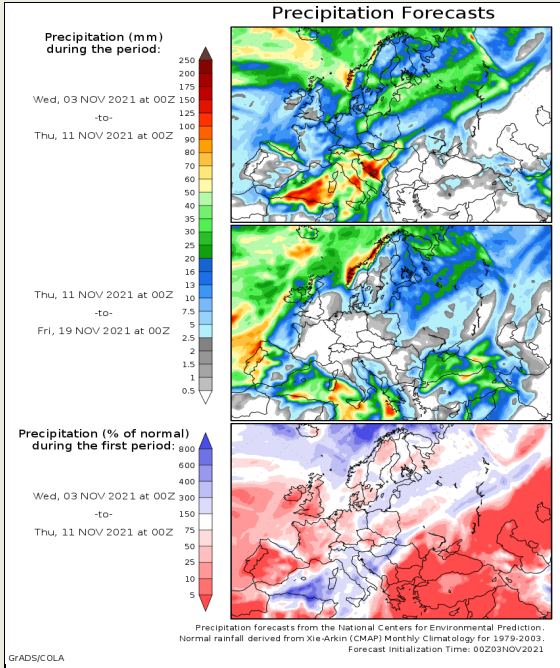 Precipitation Forecasts
Precipitation (mm)
during the period:
Wed, 03 NOV 2021 at 00Z
-to-
Thu, 11 NOV 2021 at 00Z
250
200
175
150
125
100
90
80
70
60
50
40
35
30
25
20
16
13
10
7.5
5
2.5
2
1.5
1
0.5
Thu, 11 NOV 2021 at 00Z
-to-
Fri, 19 NOV 2021 at 00Z
Precipitation (% of normal)
during the first period:
Wed, 03 NOV 2021 at 00Z
-to-
Thu, 11 NOV 2021 at 00Z
800
600
400
300
150
75
50
25
10
5
Precipitation forecasts from the National Centers for Environmental Prediction.
Normal rainfall derived from Xie-Arkin (CMAP) Monthly Climatology for 1979-2003.
Forecast Initialization Time: 00Z03NOV2021
GrADS/COLA